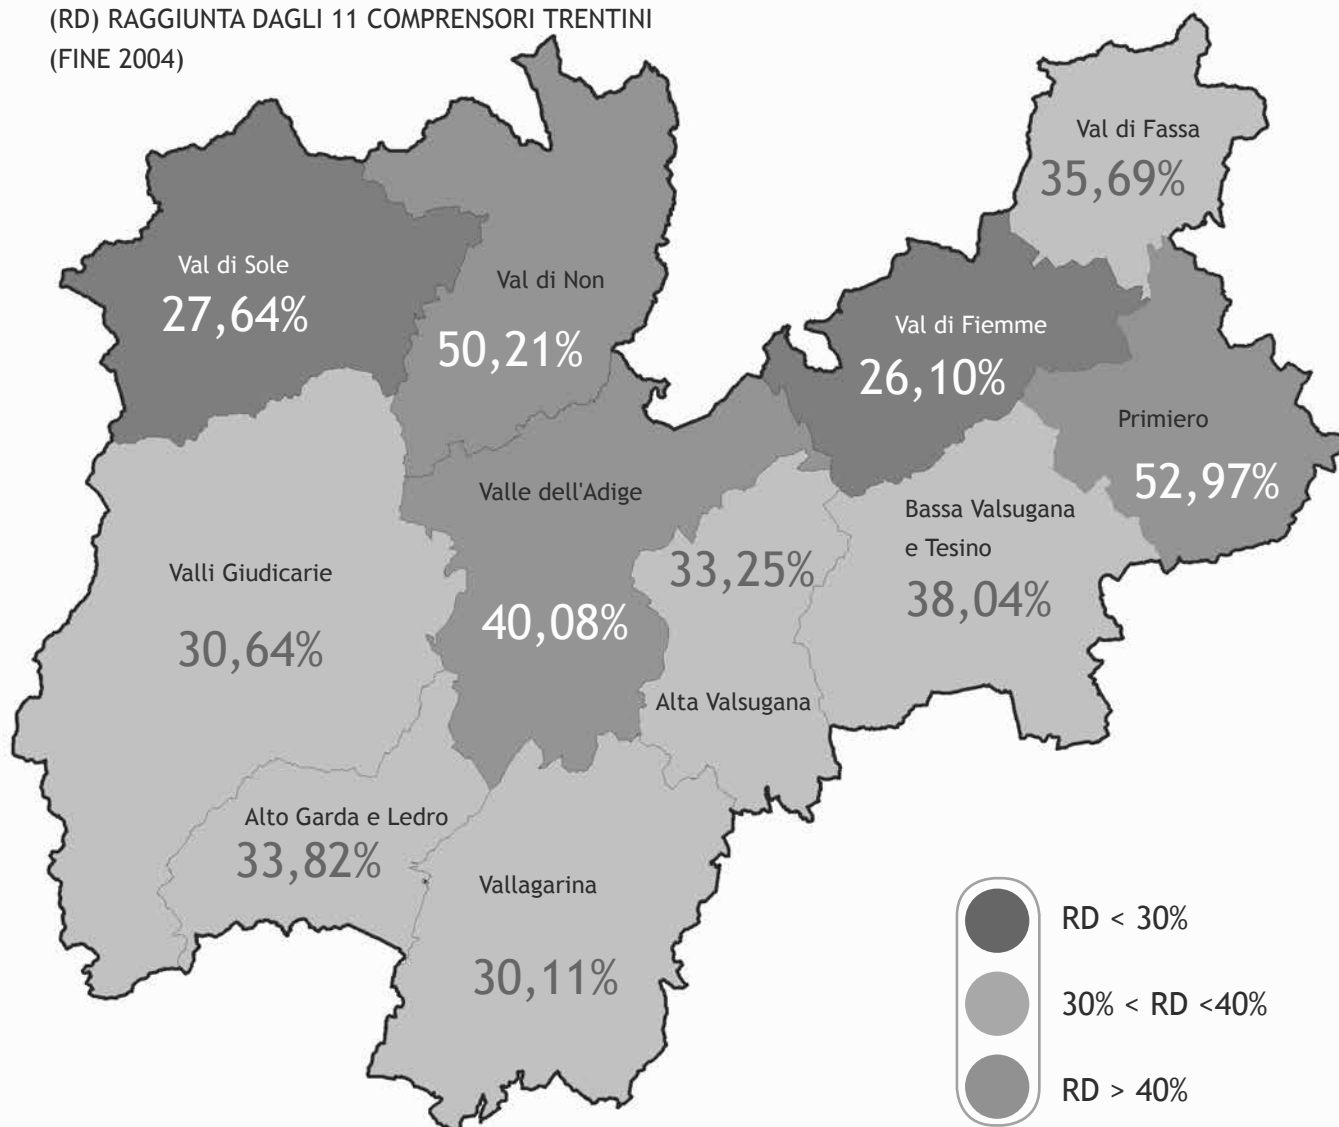 (RD) RAGGIUNTA DAGLI 11 COMPRENSORI TRENTINI
(FINE 2004)
Val di Fassa
35,69%
Val di Sole
27,64%
Val di Non
50,21%
Val di Fiemme
26,10%
Primiero
52,97%
Valle dell'Adige
40,08%
Bassa Valsugana
e Tesino
38,04%
33,25%
Alta Valsugana
Valli Giudicarie
30,64%
Alto Garda e Ledro
33,82%
Vallagarina
30,11%
RD < 30%
30% < RD <40%
RD > 40%